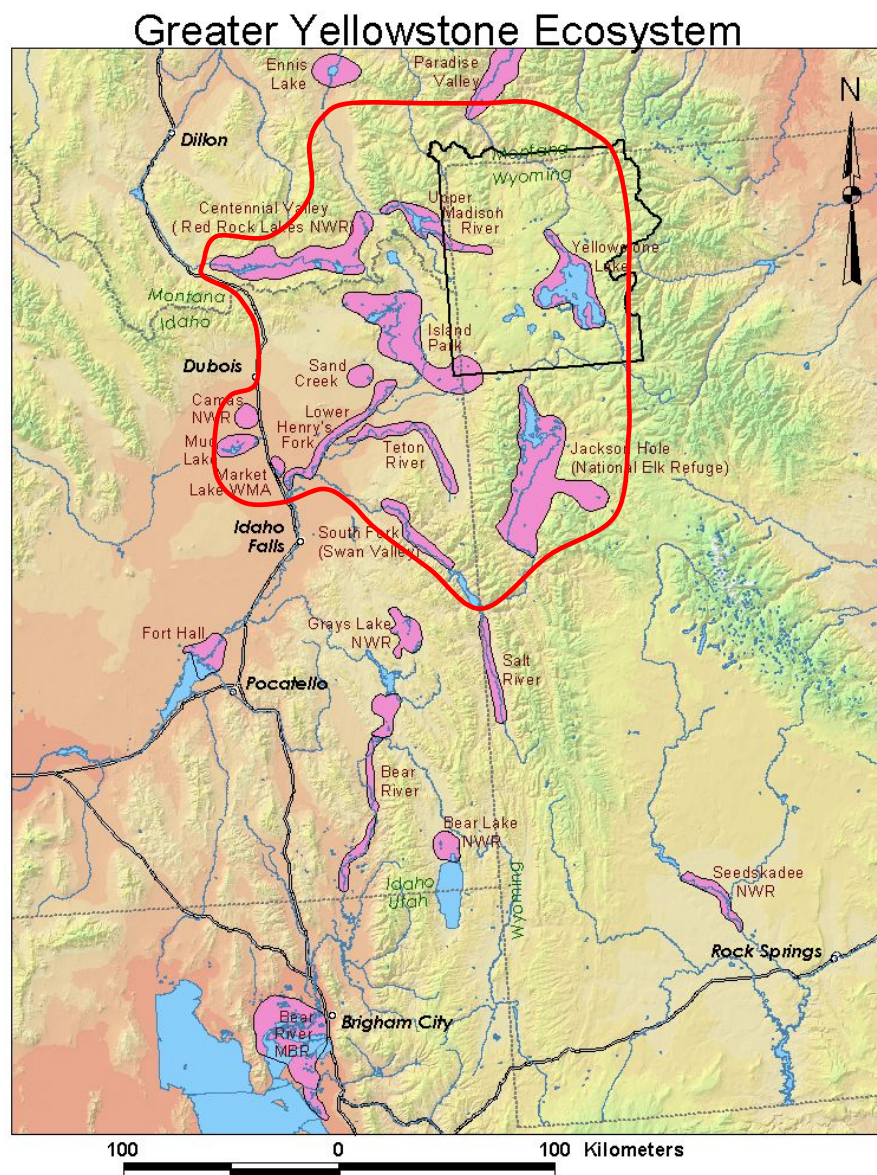 Greater Yellowstone Ecosystem
Ennis
Lake
Paradise
Valley
N
Dillon
Montana
Wyoming
Centennial Valley
(Red Rock Lakes NWR)
Upper
Madison
River
Yellowstone
Lake
Montana
Idaho
Island
Park
Dubois
Sand
Creek
Camas
NWR
Lower
Henry's
Fork
Mud
Lake
Teton
River
Jackson Hole
(National Elk Refuge)
Market
Lake WMA
Idaho
Falls
South Fork
(Swan Valley)
Fort Hall
Grays Lake
NWR
Salt
River
Pocatello
Bear
River
Bear Lake
NWR
Idaho
Utah
Wyoming
Seedskadee
NWR
Rock Springs
Bear
River
MBR
Brigham City
100 0 100 Kilometers